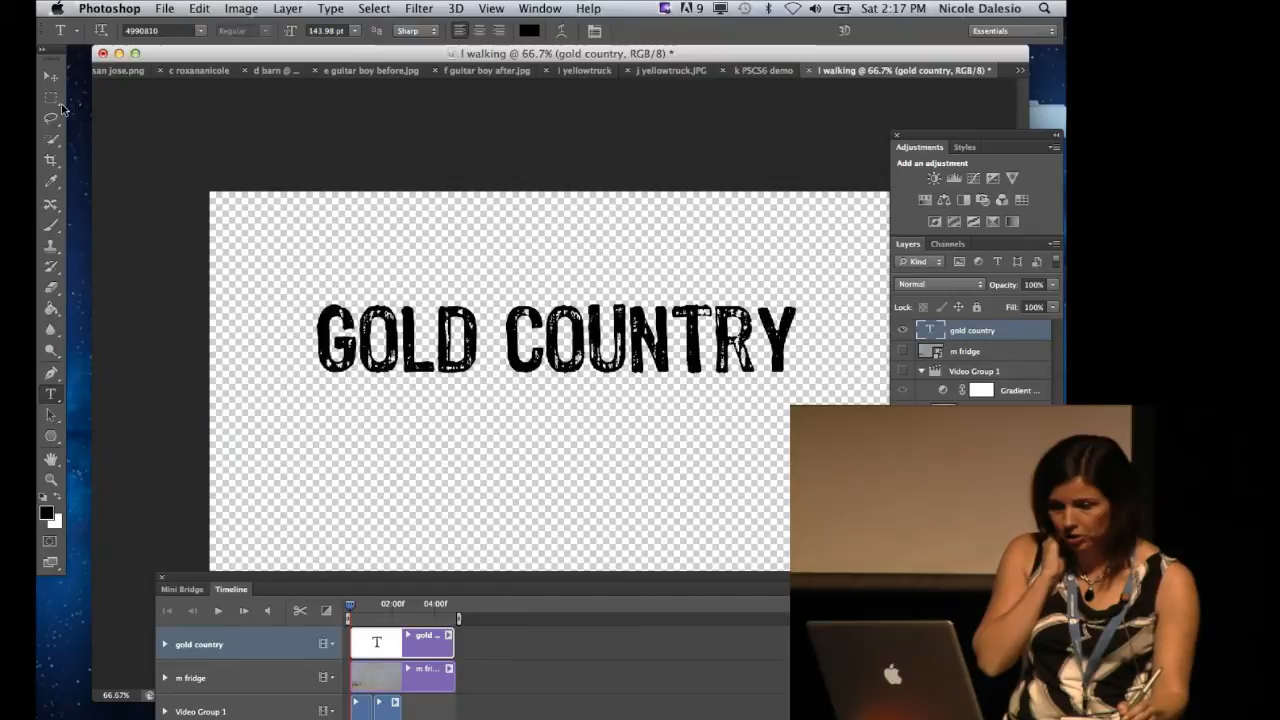 Photoshop File Edit Image Layer Type Select Filter 3D View Window Help 9 Sat 2:17 PM Nicole Dalesio
T 4990810 Regular 143.98 pt Sharp 3D Essentials
l walking @ 66.7% (gold country, RGB/8) *
san jose.png × c roxananicole × d barn @ ... × e guitar boy before.jpg × f guitar boy after.jpg × i yellowtruck × j yellowtruck.JPG × k PSCS6 demo × l walking @ 66.7% (gold country, RGB/8) *
Adjustments Styles
Add an adjustment
Layers Channels
Kind
Normal Opacity: 100%
Lock: Fill: 100%
T gold country
m fridge
Video Group 1
Gradient ...
GOLD COUNTRY
Mini Bridge Timeline
02:00f 04:00f
gold country T gold ...
m fridge m fri...
66.67% Video Group 1